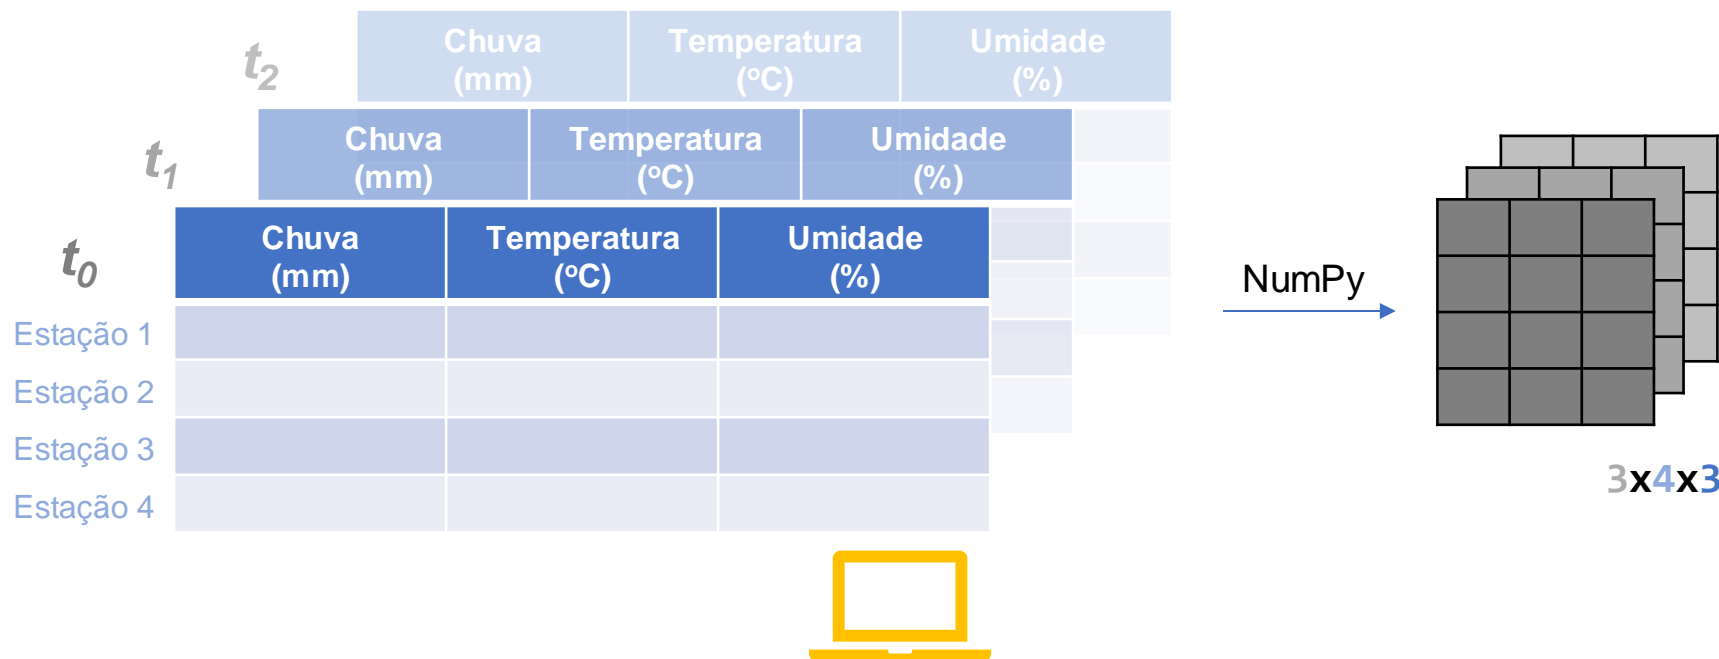 t2
Chuva Temperatura Umidade
(mm) (ºC) (%)
t1
Chuva Temperatura Umidade
(mm) (ºC) (%)
t0
Chuva Temperatura Umidade
(mm) (ºC) (%)
Estação 1
Estação 2
Estação 3
Estação 4
NumPy
3x4x3